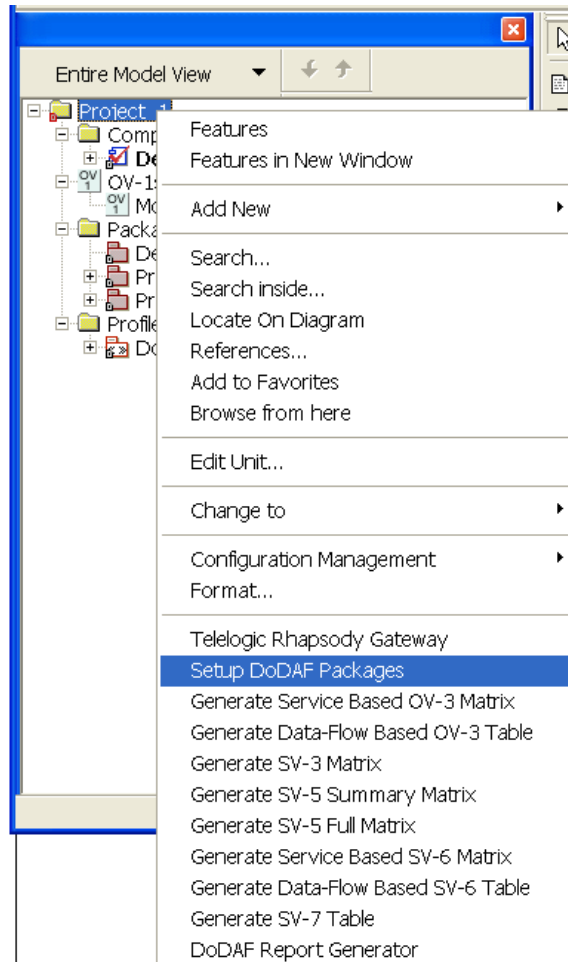 Entire Model View
Project_1
Comp
De
OV-1s
Mo
Packa
De
Pr
Pr
Profile
Do
Features
Features in New Window
Add New
Search...
Search inside...
Locate On Diagram
References...
Add to Favorites
Browse from here
Edit Unit...
Change to
Configuration Management
Format...
Telelogic Rhapsody Gateway
Setup DoDAF Packages
Generate Service Based OV-3 Matrix
Generate Data-Flow Based OV-3 Table
Generate SV-3 Matrix
Generate SV-5 Summary Matrix
Generate SV-5 Full Matrix
Generate Service Based SV-6 Matrix
Generate Data-Flow Based SV-6 Table
Generate SV-7 Table
DoDAF Report Generator